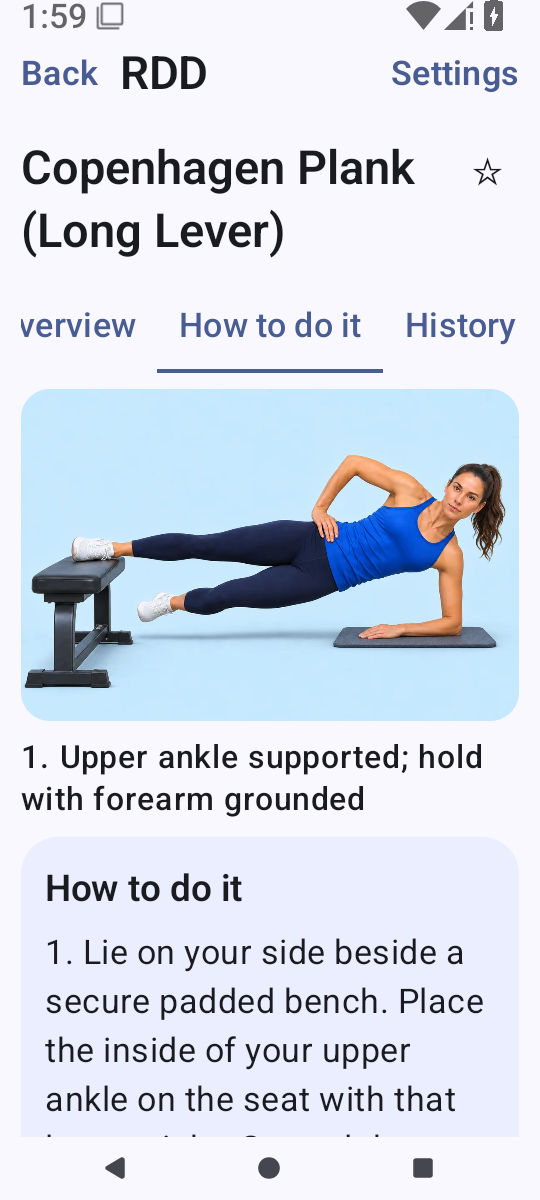 1:59
Back RDD Settings
Copenhagen Plank
(Long Lever)
verview How to do it History
1. Upper ankle supported; hold
with forearm grounded
How to do it
1. Lie on your side beside a
secure padded bench. Place
the inside of your upper
ankle on the seat with that